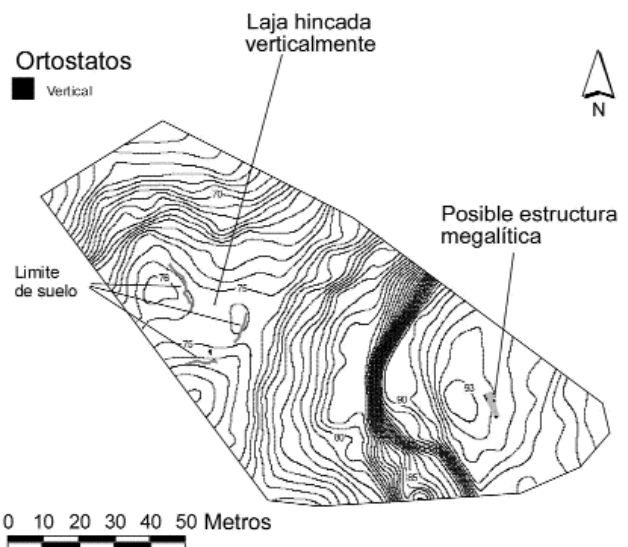 Laja hincada
verticalmente
Ortostatos
Vertical
N
Posible estructura
megalítica
Limite
de suelo
70
76
75
75
93
90
80
85
0 10 20 30 40 50 Metros